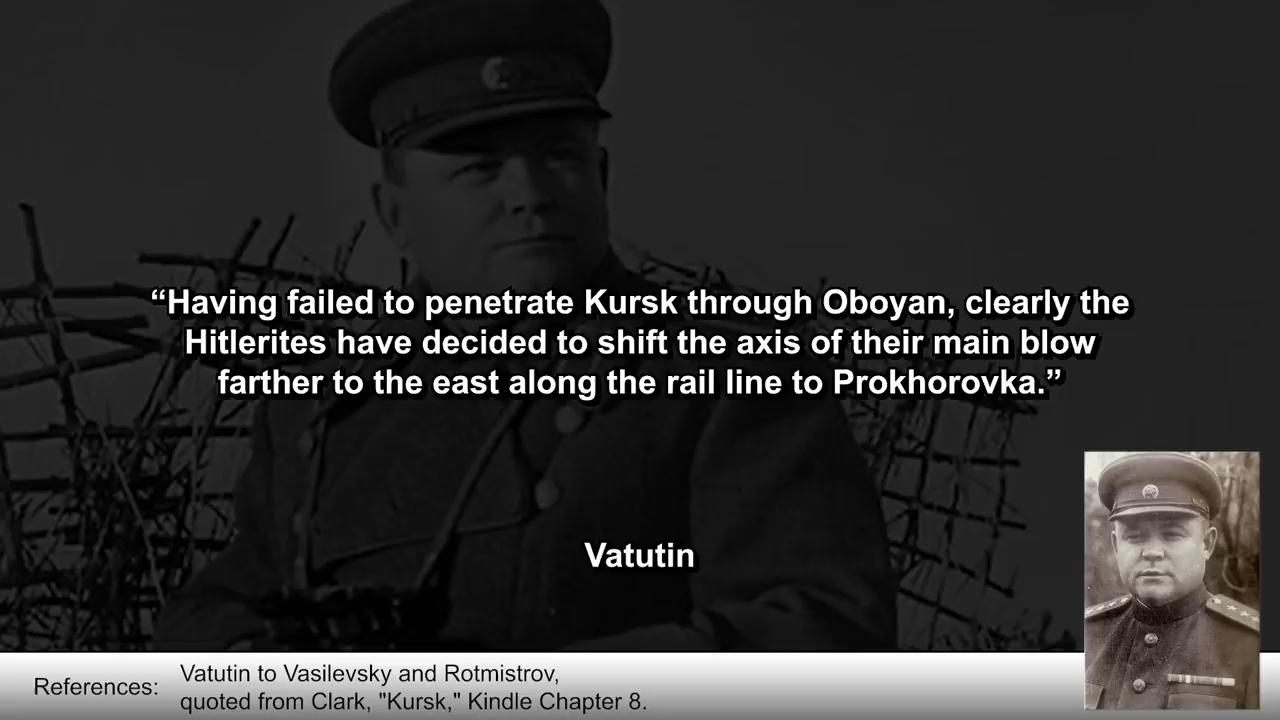 “Having failed to penetrate Kursk through Oboyan, clearly the
Hitlerites have decided to shift the axis of their main blow
farther to the east along the rail line to Prokhorovka.”
Vatutin
References:
Vatutin to Vasilevsky and Rotmistrov,
quoted from Clark, "Kursk," Kindle Chapter 8.